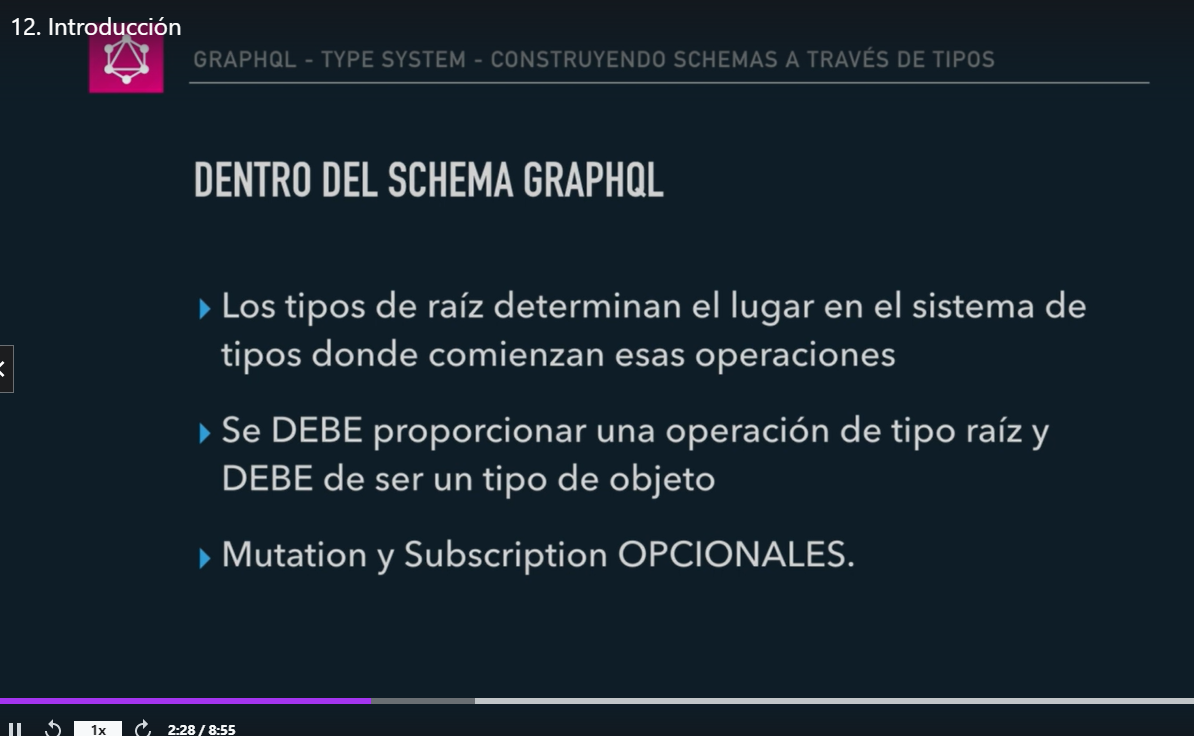 12. Introducción
GRAPHQL - TYPE SYSTEM - CONSTRUYENDO SCHEMAS A TRAVÉS DE TIPOS
DENTRO DEL SCHEMA GRAPHQL
Los tipos de raíz determinan el lugar en el sistema de
tipos donde comienzan esas operaciones
Se DEBE proporcionar una operación de tipo raíz y
DEBE de ser un tipo de objeto
Mutation y Subscription OPCIONALES.
1x 2:28 / 8:55